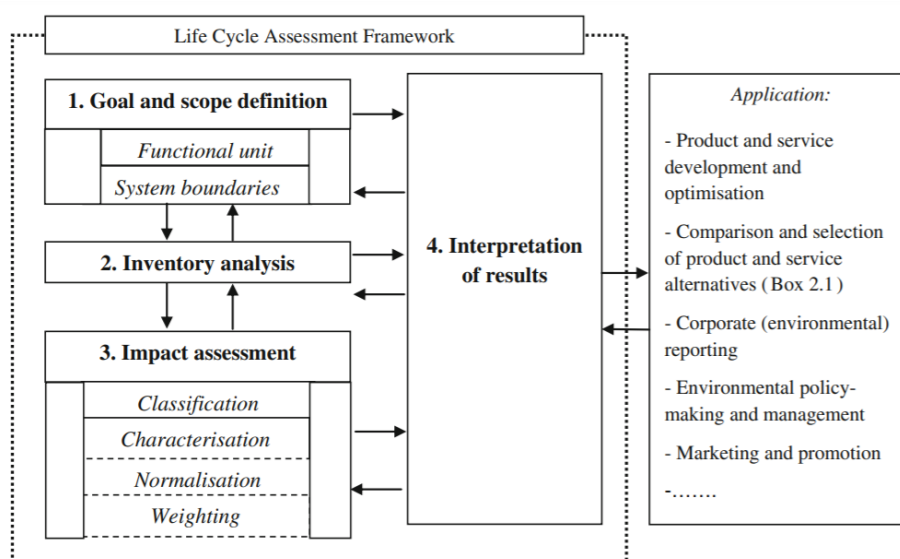 Life Cycle Assessment Framework
1. Goal and scope definition
Functional unit
System boundaries
2. Inventory analysis
3. Impact assessment
Classification
Characterisation
Normalisation
Weighting
4. Interpretation
of results
Application:
- Product and service
development and
optimisation
- Comparison and selection
of product and service
alternatives (Box 2.1)
- Corporate (environmental)
reporting
- Environmental policy-
making and management
- Marketing and promotion
-.......